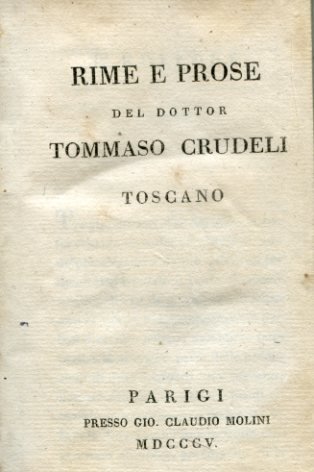 RIME E PROSE
DEL DOTTOR
TOMMASO CRUDELI
TOSCANO
PARIGI
PRESSO GIO. CLAUDIO MOLINI
MDCCCV.